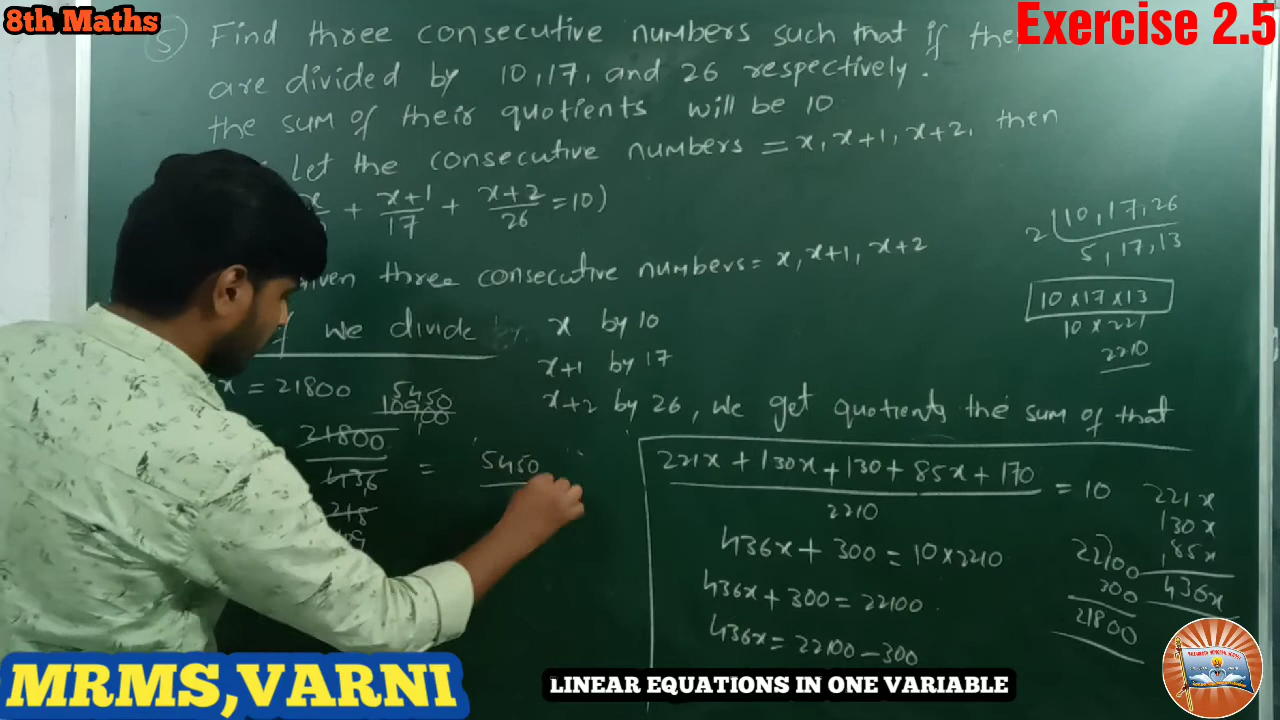 8th Maths
Exercise 2.5
5) Find three consecutive numbers such that if the
are divided by 10, 17, and 26 respectively.
the sum of their quotients will be 10
Let the consecutive numbers = x, x+1, x+2, then
+ x+1/17 + x+2/26 = 10)
three consecutive numbers = x, x+1, x+2
we divide x by 10
x+1 by 17
x+2 by 26, we get quotients the sum of that
2 | 10, 17, 26
5, 17, 13
10 x 17 x 13
10 x 221
2210
x = 21800
5450
10900
21800
436
218
= 5450
221x + 130x + 130 + 85x + 170 / 2210 = 10
436x + 300 = 10 x 2210
436x + 300 = 22100
436x = 22100 - 300
221x
130x
85x
436x
22100
300
21800
MRMS,VARNI
LINEAR EQUATIONS IN ONE VARIABLE